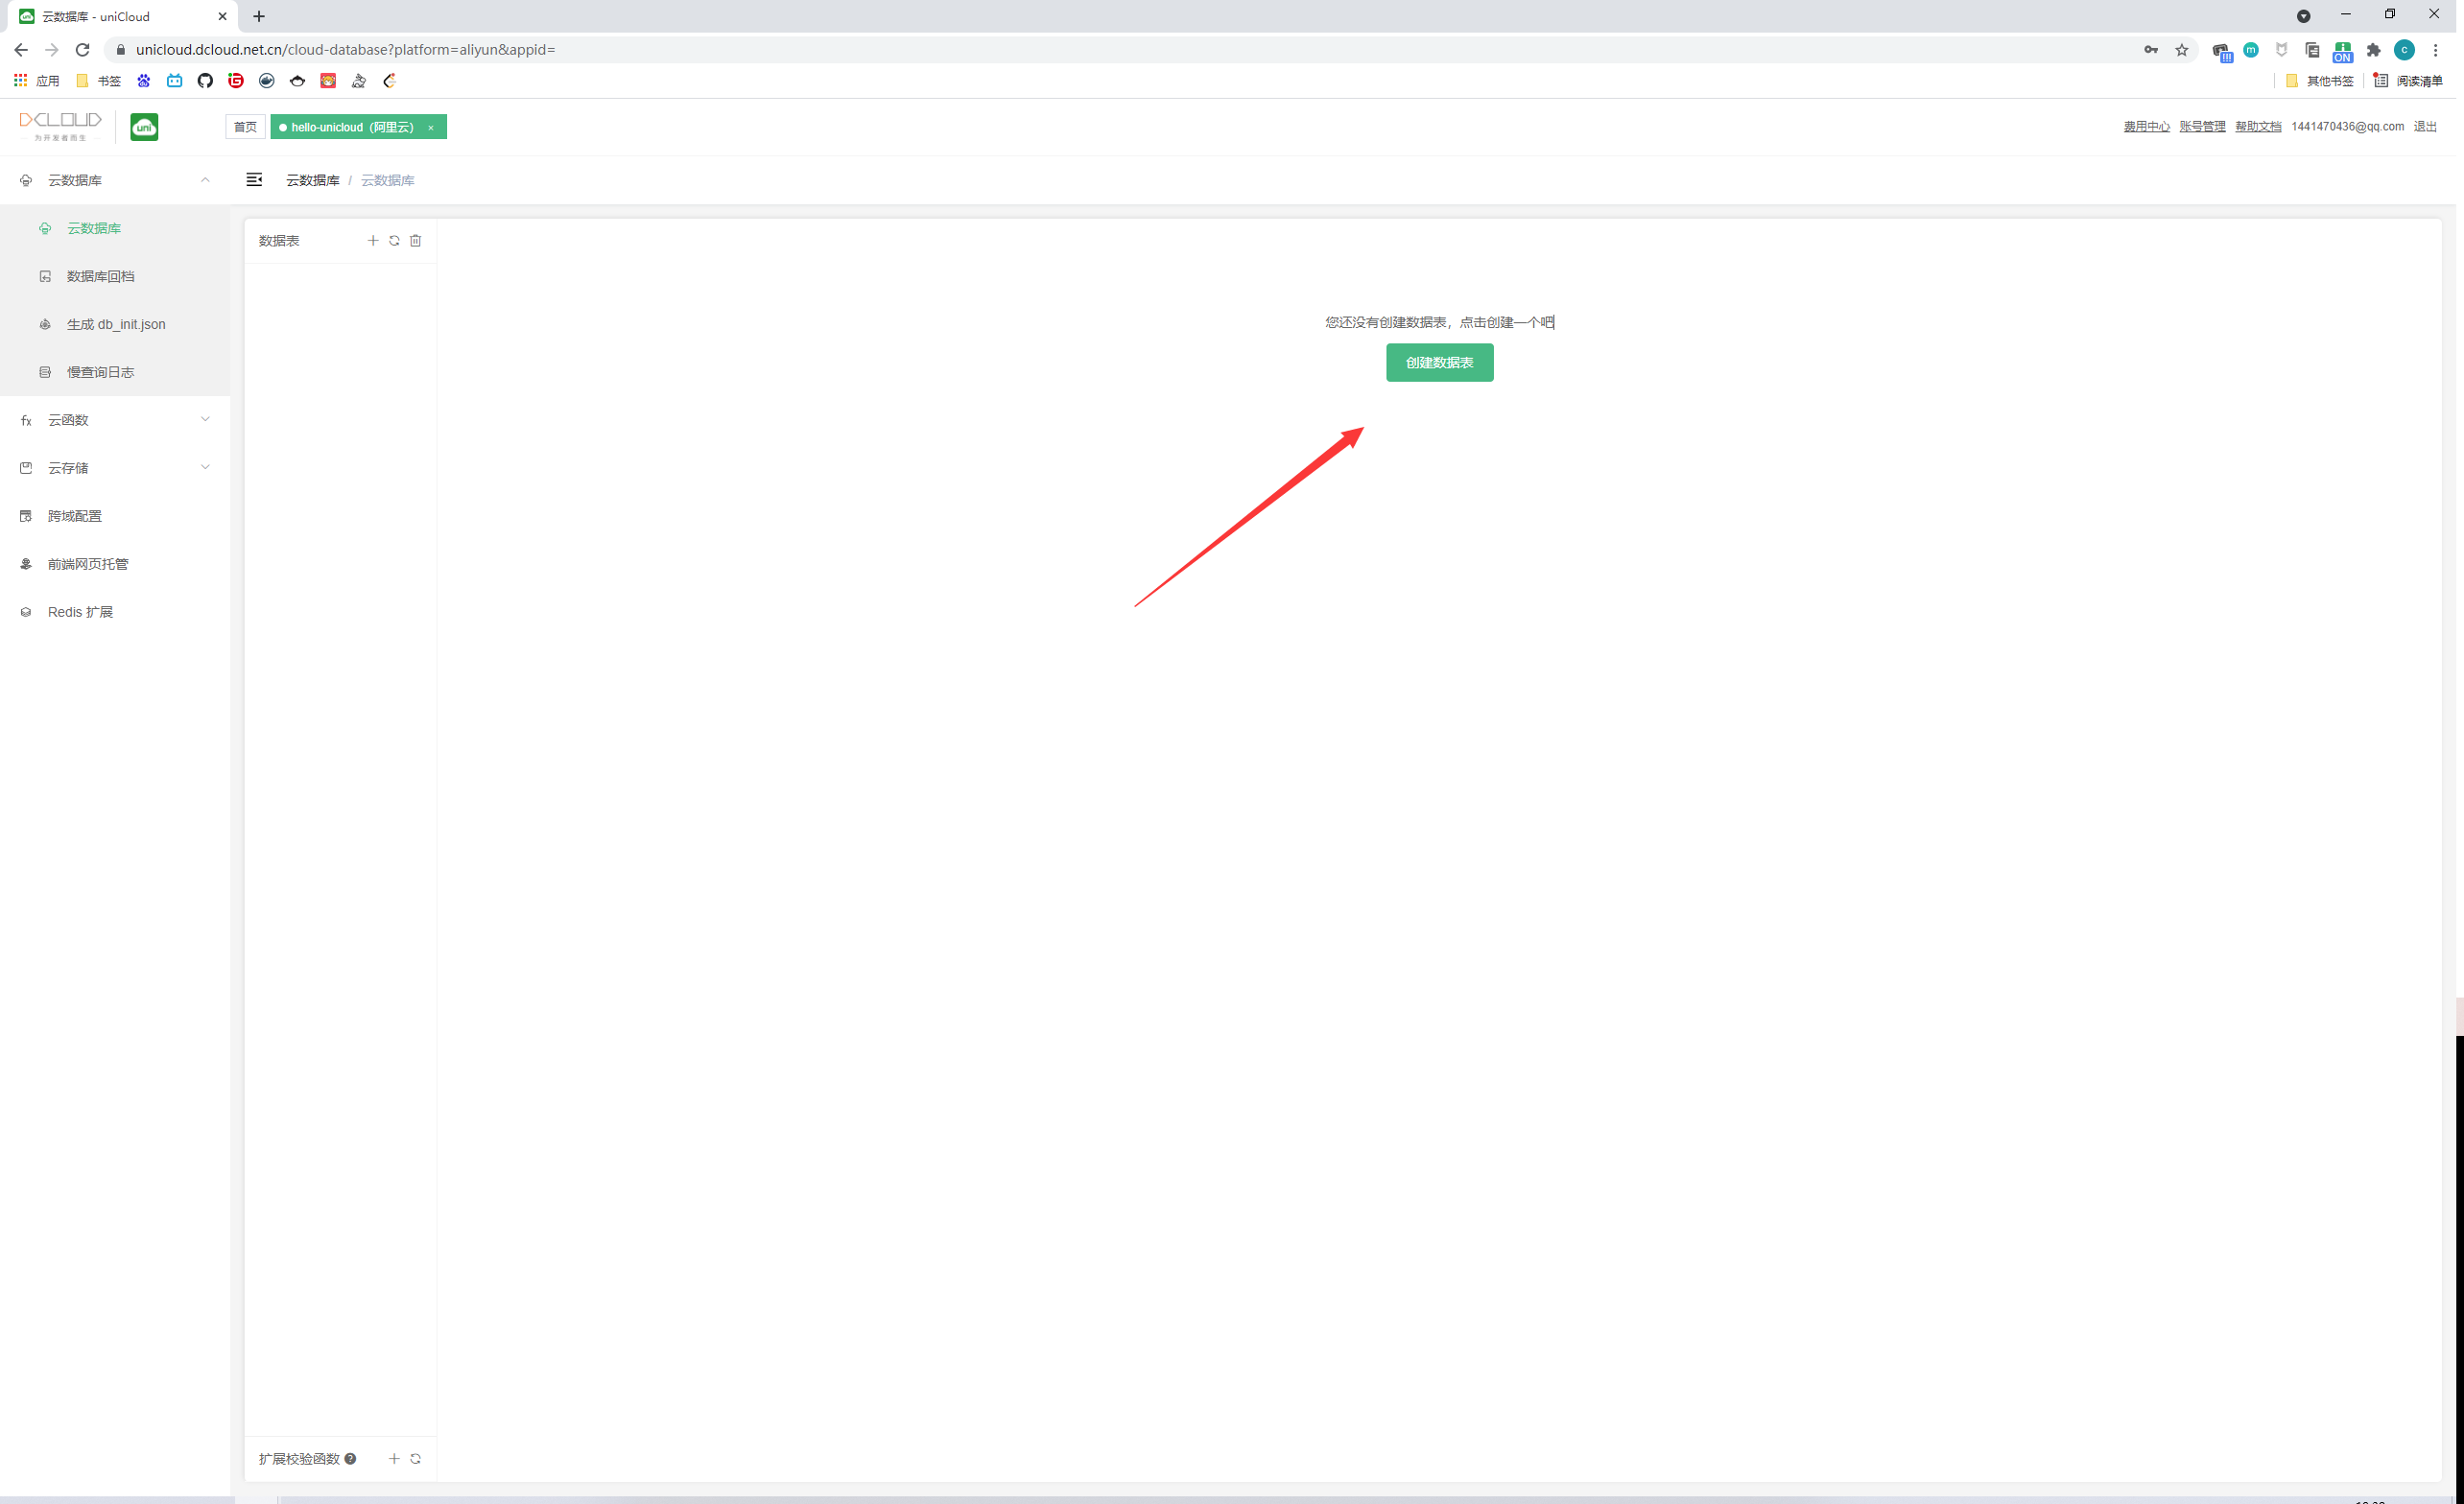 云数据库 - uniCloud
unicloud.dcloud.net.cn/cloud-database?platform=aliyun&appid=
ON
应用 书签 其他书签 阅读清单
DCLOUD
为开发者而生
uni
首页 hello-unicloud（阿里云） ×
费用中心 账号管理 帮助文档 1441470436@qq.com 退出
云数据库
云数据库 / 云数据库
云数据库
数据库回档
生成 db_init.json
慢查询日志
云函数
云存储
跨域配置
前端网页托管
Redis 扩展
数据表
您还没有创建数据表，点击创建一个吧
创建数据表
扩展校验函数